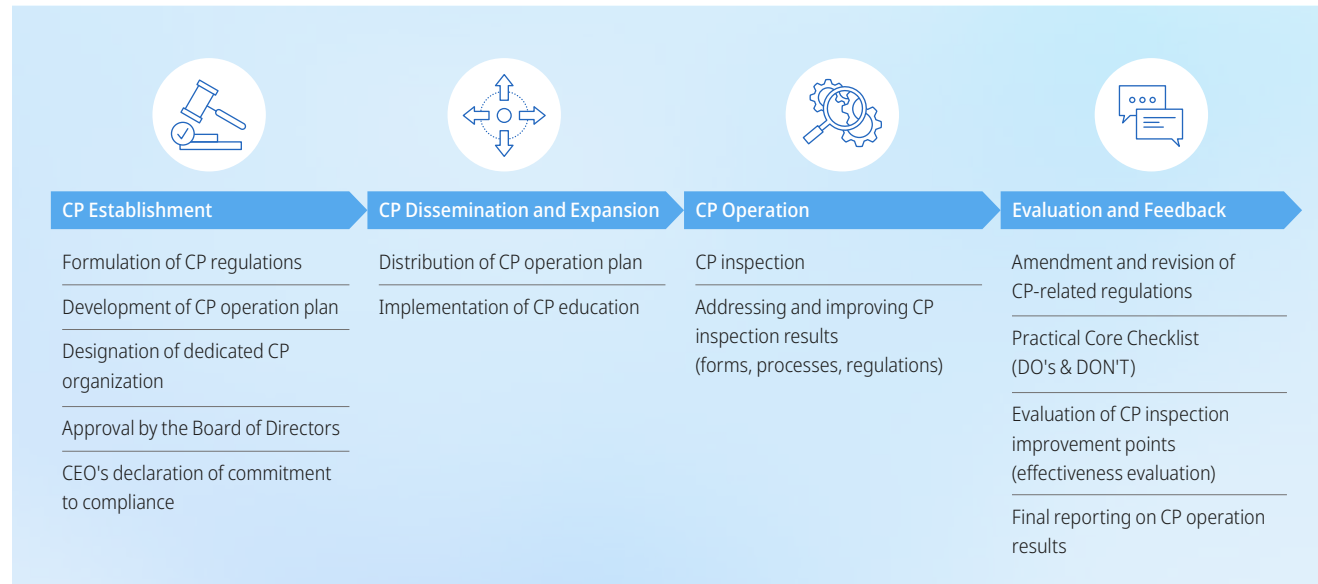 CP Establishment
Formulation of CP regulations
Development of CP operation plan
Designation of dedicated CP
organization
Approval by the Board of Directors
CEO's declaration of commitment
to compliance
CP Dissemination and Expansion
Distribution of CP operation plan
Implementation of CP education
CP Operation
CP inspection
Addressing and improving CP
inspection results
(forms, processes, regulations)
Evaluation and Feedback
Amendment and revision of
CP-related regulations
Practical Core Checklist
(DO's & DON'T)
Evaluation of CP inspection
improvement points
(effectiveness evaluation)
Final reporting on CP operation
results